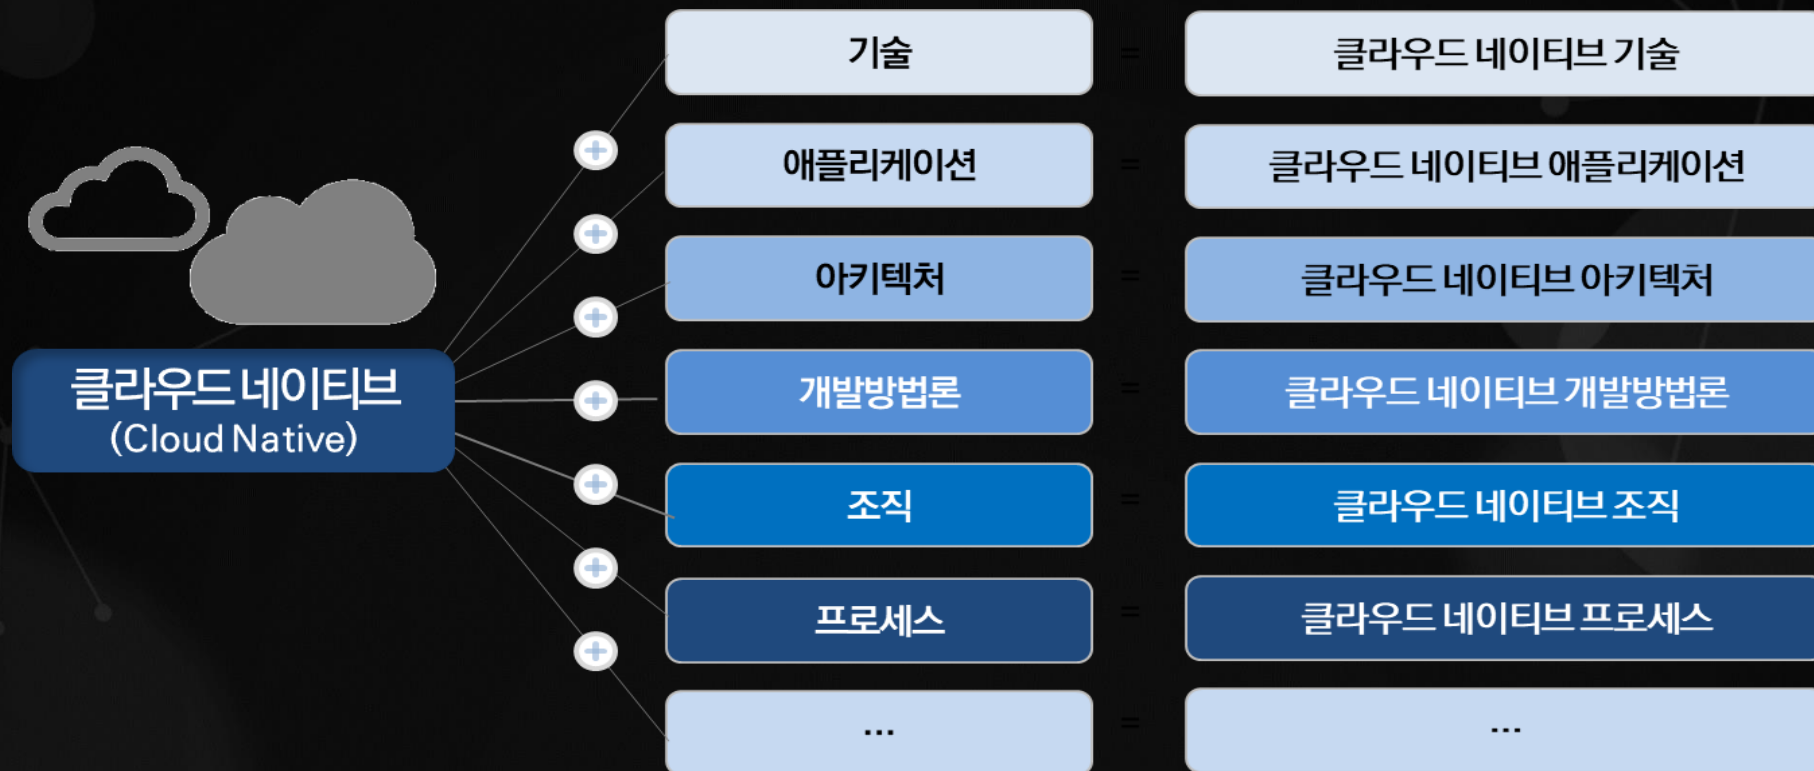 클라우드 네이티브
(Cloud Native)
기술 = 클라우드 네이티브 기술
애플리케이션 = 클라우드 네이티브 애플리케이션
아키텍처 = 클라우드 네이티브 아키텍처
개발방법론 = 클라우드 네이티브 개발방법론
조직 = 클라우드 네이티브 조직
프로세스 = 클라우드 네이티브 프로세스
... = ...